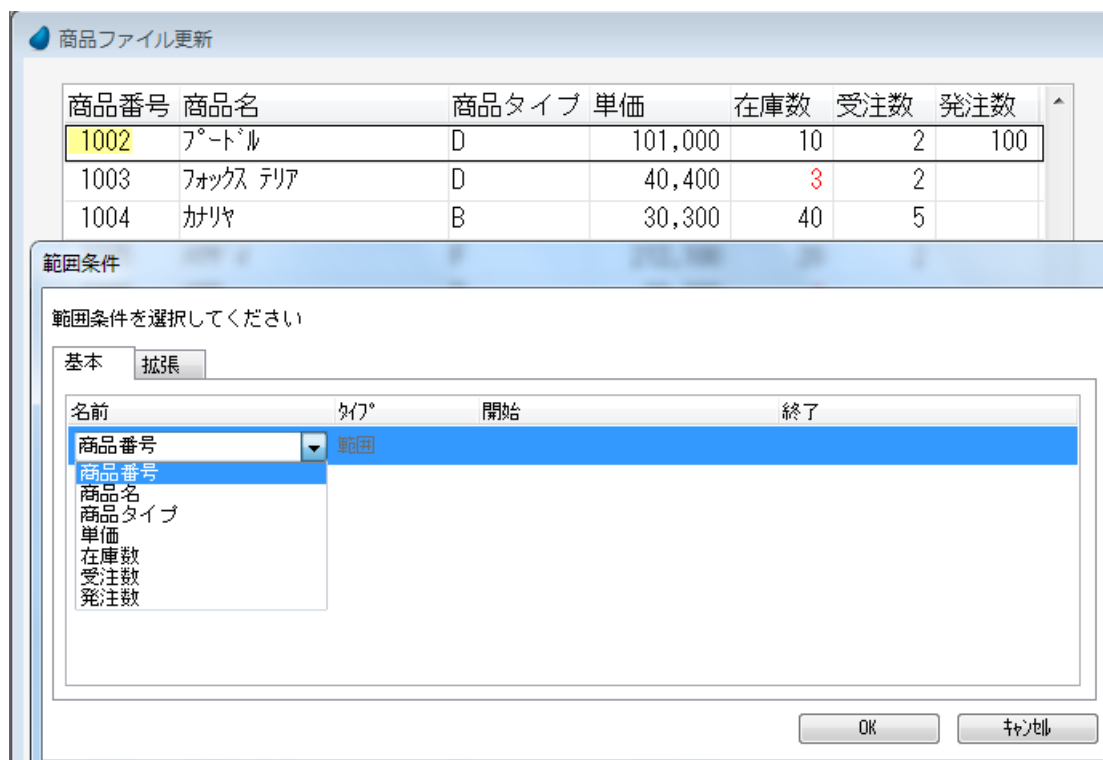 商品ファイル更新
商品番号 商品名 商品タイプ 単価 在庫数 受注数 発注数
1002 プードル D 101,000 10 2 100
1003 フォックス テリア D 40,400 3 2
1004 カナリヤ B 30,300 40 5
範囲条件
範囲条件を選択してください
基本 拡張
名前 タイプ 開始 終了
商品番号 範囲
商品番号
商品名
商品タイプ
単価
在庫数
受注数
発注数
OK キャンセル